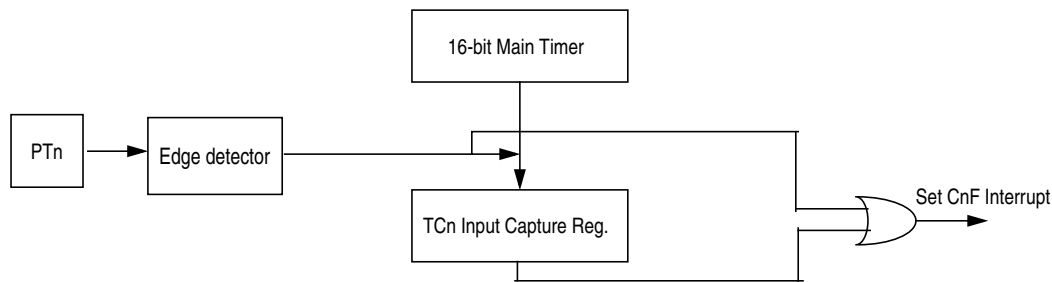 16-bit Main Timer
PTn
Edge detector
TCn Input Capture Reg.
Set CnF Interrupt